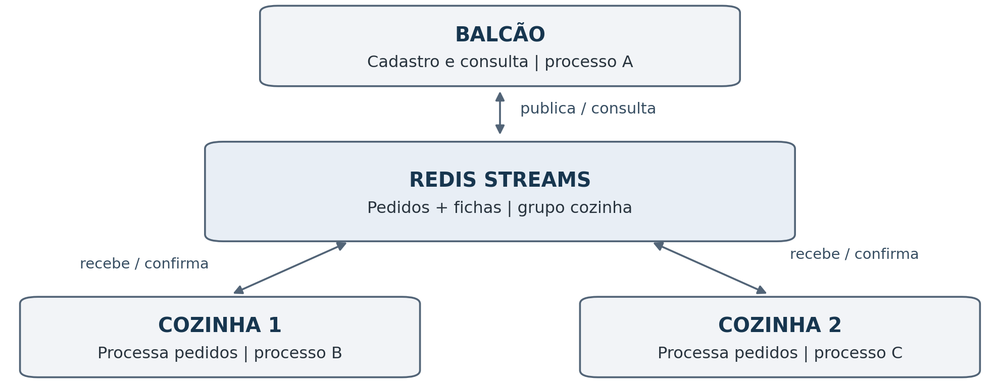 BALCÃO
Cadastro e consulta | processo A
publica / consulta
REDIS STREAMS
Pedidos + fichas | grupo cozinha
recebe / confirma
recebe / confirma
COZINHA 1
Processa pedidos | processo B
COZINHA 2
Processa pedidos | processo C